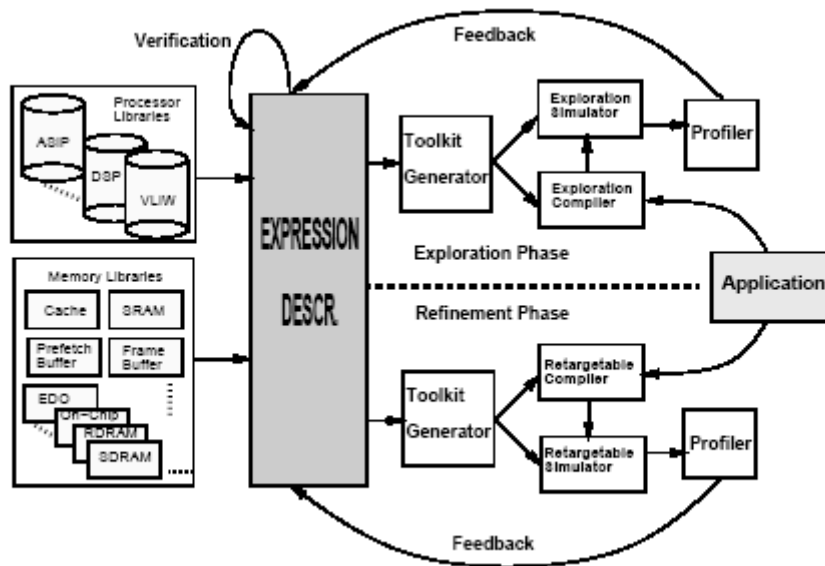 Verification
Feedback
Processor
Libraries
ASIP
DSP
VLIW
Memory Libraries
Cache
SRAM
Prefetch
Buffer
Frame
Buffer
EDO
On-Chip
RDRAM
SDRAM
EXPRESSION
DESCR.
Toolkit
Generator
Exploration
Simulator
Exploration
Compiler
Profiler
Exploration Phase
Application
Refinement Phase
Toolkit
Generator
Retargetable
Compiler
Retargetable
Simulator
Profiler
Feedback